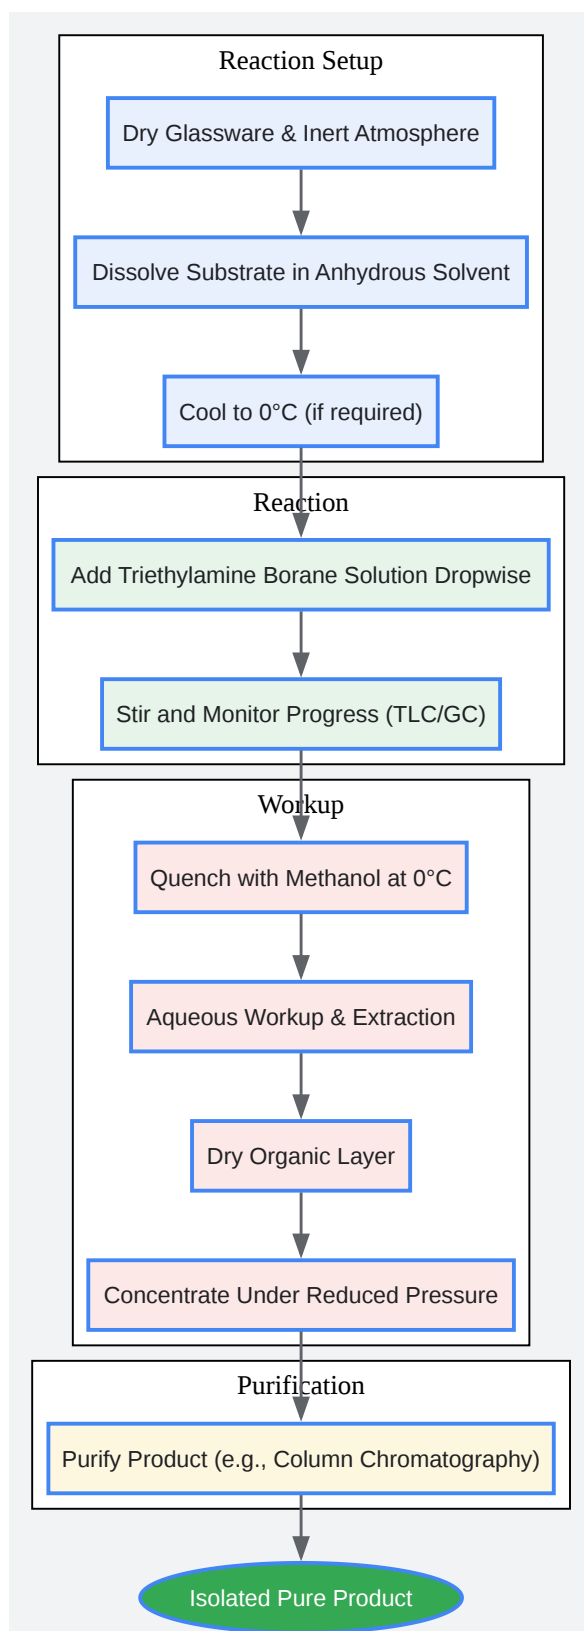 Reaction Setup
Dry Glassware & Inert Atmosphere
Dissolve Substrate in Anhydrous Solvent
Cool to 0°C (if required)
Reaction
Add Triethylamine Borane Solution Dropwise
Stir and Monitor Progress (TLC/GC)
Workup
Quench with Methanol at 0°C
Aqueous Workup & Extraction
Dry Organic Layer
Concentrate Under Reduced Pressure
Purification
Purify Product (e.g., Column Chromatography)
Isolated Pure Product